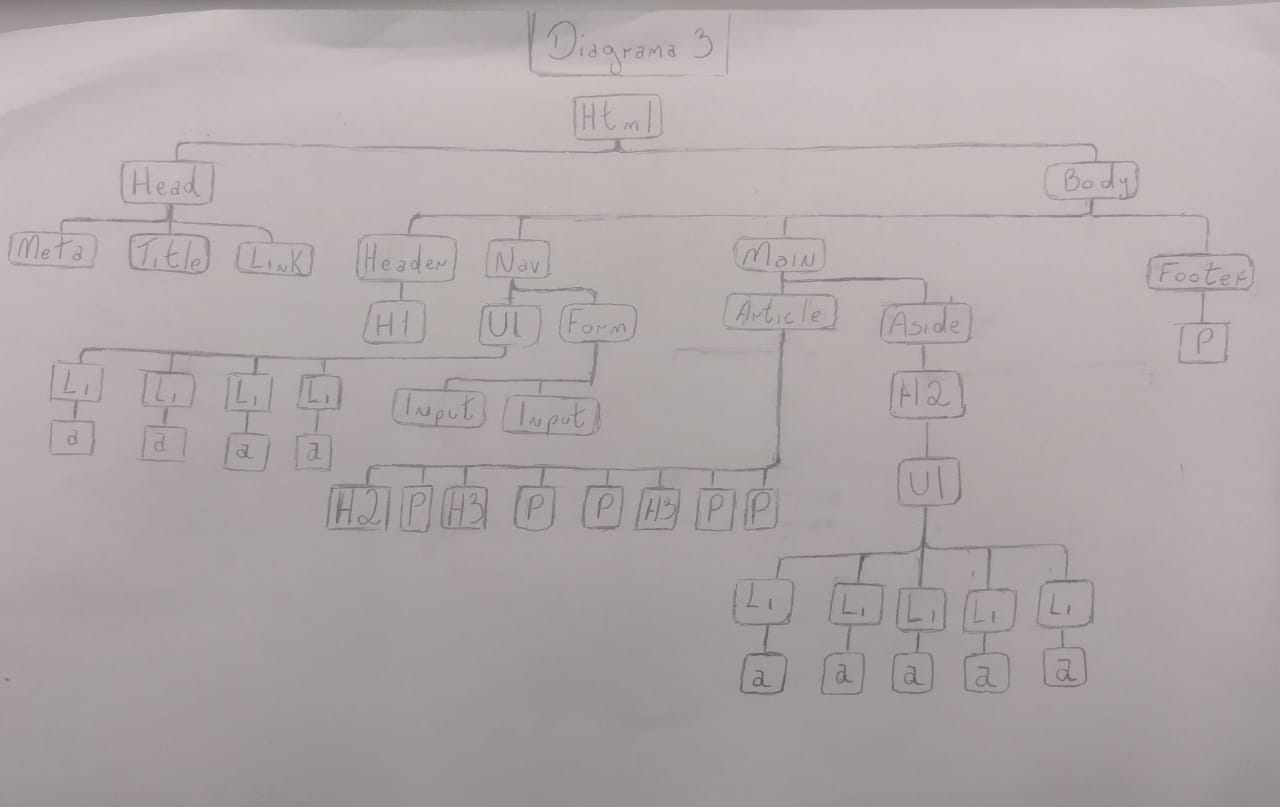 Diagrama 3
Html
Head Body
Meta Title Link Header Nav Main Footer
H1 Ul Form Article Aside P
Li Li Li Li Input Input H2
a a a a
H2 P H3 P P H3 P P Ul
Li Li Li Li Li
a a a a a